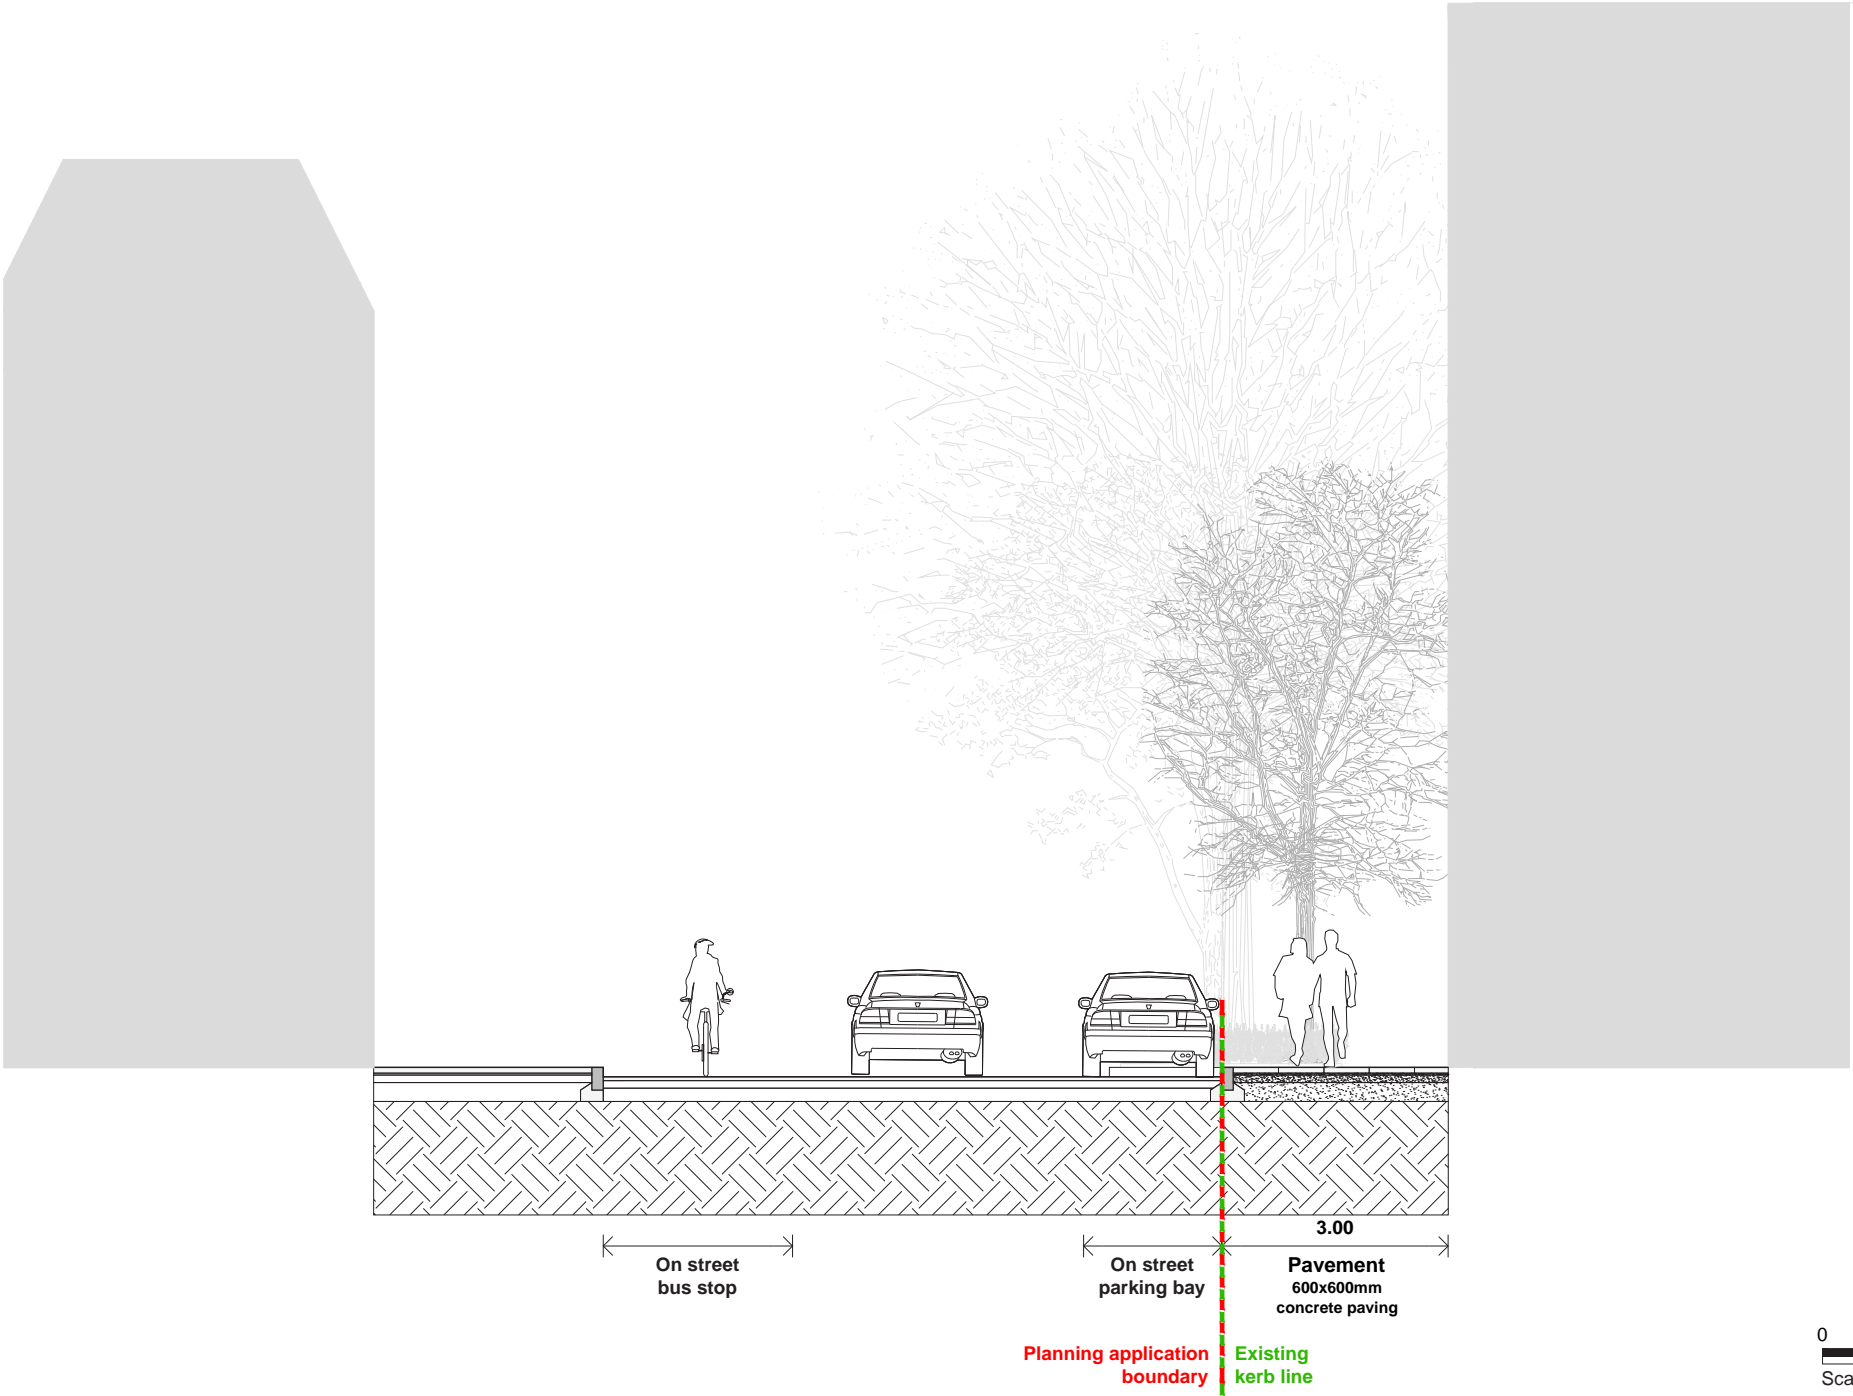 3.00
On street
bus stop
On street
parking bay
Pavement
600x600mm
concrete paving
Planning application
boundary
Existing
kerb line
0